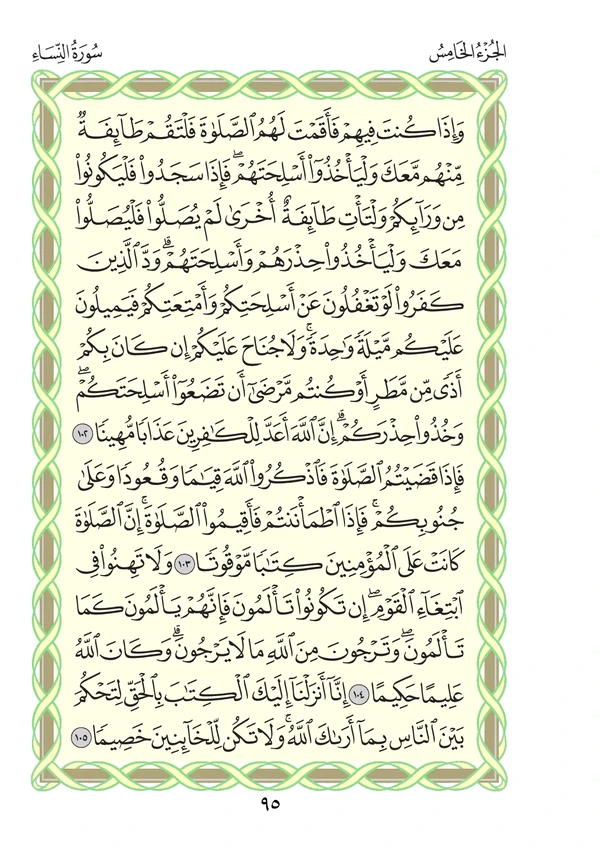 الجُزْءُ الخَامِسُ
سُورَةُ النِّسَاءِ
وَإِذَا كُنتَ فِيهِمْ فَأَقَمْتَ لَهُمُ ٱلصَّلَوٰةَ فَلْتَقُمْ طَآئِفَةٌ
مِّنْهُم مَّعَكَ وَلْيَأْخُذُوٓا۟ أَسْلِحَتَهُمْ ۖ فَإِذَا سَجَدُوا۟ فَلْيَكُونُوا۟
مِن وَرَآئِكُمْ وَلْتَأْتِ طَآئِفَةٌ أُخْرَىٰ لَمْ يُصَلُّوا۟ فَلْيُصَلُّوا۟
مَعَكَ وَلْيَأْخُذُوا۟ حِذْرَهُمْ وَأَسْلِحَتَهُمْ ۗ وَدَّ ٱلَّذِينَ
كَفَرُوا۟ لَوْ تَغْفُلُونَ عَنْ أَسْلِحَتِكُمْ وَأَمْتِعَتِكُمْ فَيَمِيلُونَ
عَلَيْكُم مَّيْلَةً وَٰحِدَةً ۚ وَلَا جُنَاحَ عَلَيْكُمْ إِن كَانَ بِكُمْ
أَذًى مِّن مَّطَرٍ أَوْ كُنتُم مَّرْضَىٰٓ أَن تَضَعُوٓا۟ أَسْلِحَتَكُمْ ۖ
وَخُذُوا۟ حِذْرَكُمْ ۗ إِنَّ ٱللَّهَ أَعَدَّ لِلْكَـٰفِرِينَ عَذَابًا مُّهِينًا ١٠٢
فَإِذَا قَضَيْتُمُ ٱلصَّلَوٰةَ فَٱذْكُرُوا۟ ٱللَّهَ قِيَـٰمًا وَقُعُودًا وَعَلَىٰ
جُنُوبِكُمْ ۚ فَإِذَا ٱطْمَأْنَنتُمْ فَأَقِيمُوا۟ ٱلصَّلَوٰةَ ۚ إِنَّ ٱلصَّلَوٰةَ
كَانَتْ عَلَى ٱلْمُؤْمِنِينَ كِتَـٰبًا مَّوْقُوتًا ١٠٣ وَلَا تَهِنُوا۟ فِى
ٱبْتِغَآءِ ٱلْقَوْمِ ۖ إِن تَكُونُوا۟ تَأْلَمُونَ فَإِنَّهُمْ يَأْلَمُونَ كَمَا
تَأْلَمُونَ ۖ وَتَرْجُونَ مِنَ ٱللَّهِ مَا لَا يَرْجُونَ ۗ وَكَانَ ٱللَّهُ
عَلِيمًا حَكِيمًا ١٠٤ إِنَّآ أَنزَلْنَآ إِلَيْكَ ٱلْكِتَـٰبَ بِٱلْحَقِّ لِتَحْكُمَ
بَيْنَ ٱلنَّاسِ بِمَآ أَرَىٰكَ ٱللَّهُ ۚ وَلَا تَكُن لِّلْخَآئِنِينَ خَصِيمًا ١٠٥
٩٥